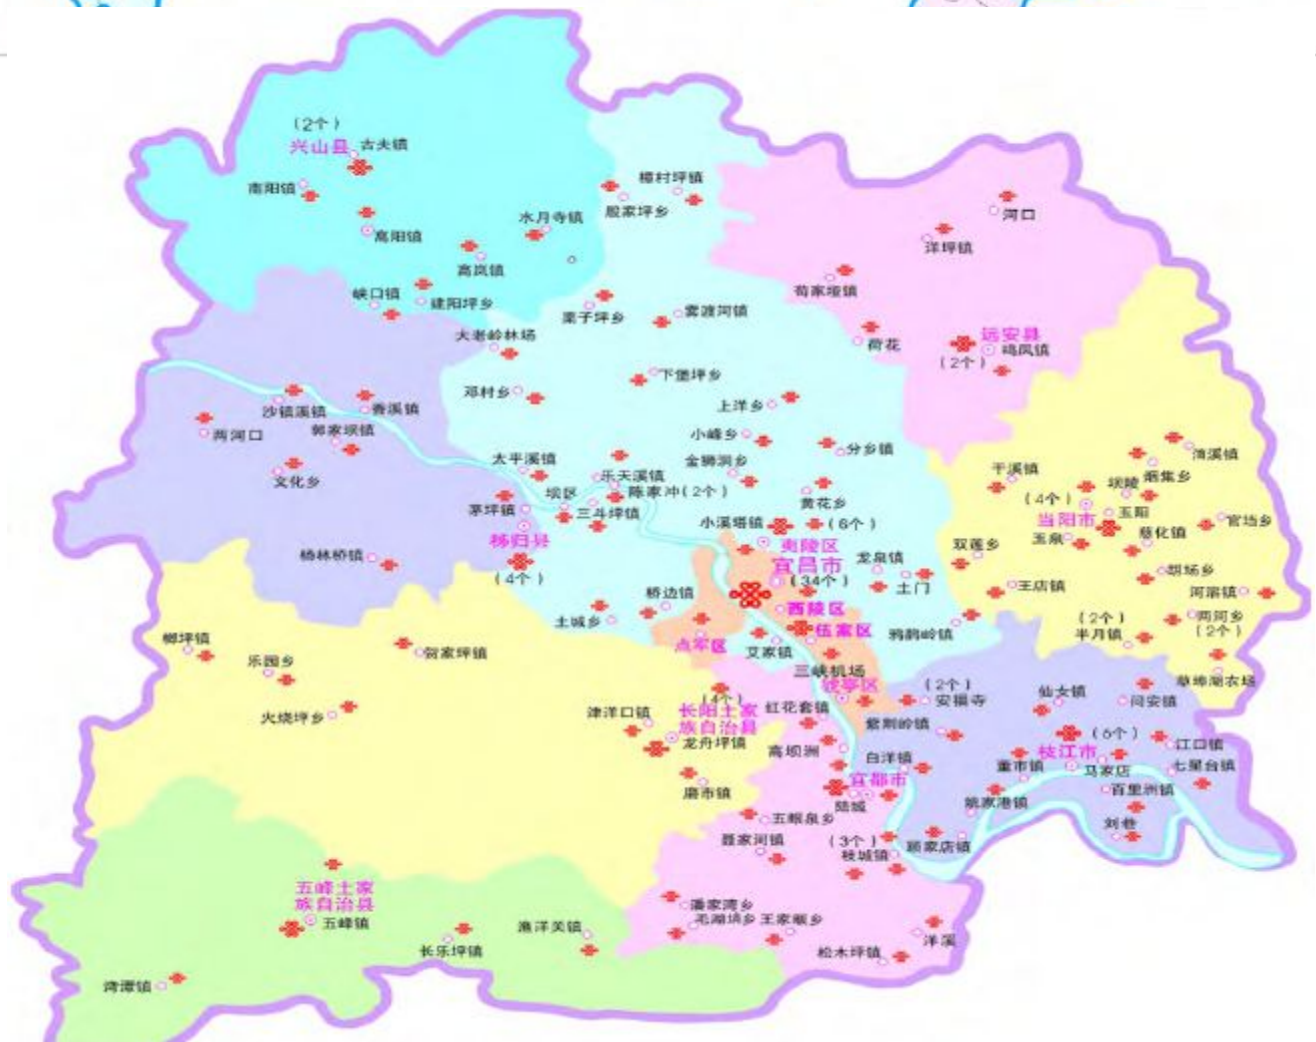 (2个)
兴山县
古夫镇
南阳镇
高阳镇
水月寺镇
高岚镇
峡口镇
建阳坪乡
樟村坪镇
殷家坪乡
河口
洋坪镇
苟家垭镇
荷花
远安县
鸣凤镇
(2个)
栗子坪乡
雾渡河镇
大老岭林场
邓村乡
下堡坪乡
上洋乡
小峰乡
分乡镇
金狮洞乡
黄花乡
沙镇溪镇
香溪镇
两河口
郭家坝镇
文化乡
太平溪镇
乐天溪镇
坝区
陈家冲(2个)
三斗坪镇
茅坪镇
秭归县
(4个)
杨林桥镇
小溪塔镇
(6个)
夷陵区
宜昌市
(34个)
西陵区
伍家区
龙泉镇
土门
桥边镇
土城乡
点军区
艾家镇
鸦鹊岭镇
三峡机场
猇亭区
干溪镇
(4个)
当阳市
坝陵
玉阳
玉泉
淯溪镇
慈化镇
官垱乡
双莲乡
王店镇
胡场乡
河溶镇
(2个)
半月镇
两河乡
(2个)
草埠湖农场
榔坪镇
乐园乡
贺家坪镇
火烧坪乡
津洋口镇
(4个)
长阳土家
族自治县
龙舟坪镇
磨市镇
红花套镇
高坝洲
宜都市
陆城
白洋镇
(2个)
安福寺
紫荆岭镇
仙女镇
问安镇
(6个)
枝江市
马家店
董市镇
江口镇
七星台镇
百里洲镇
刘巷
姚家港镇
顾家店镇
五眼泉乡
聂家河镇
(3个)
枝城镇
潘家湾乡
毛湖埫乡
王家畈乡
松木坪镇
洋溪
五峰土家
族自治县
五峰镇
长乐坪镇
渔洋关镇
湾潭镇